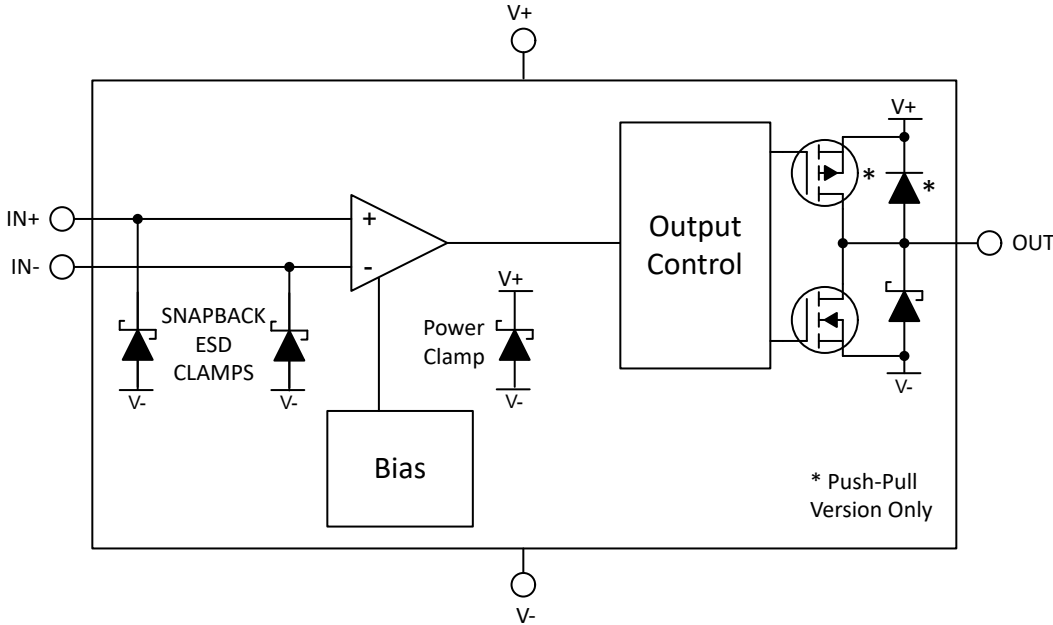 V+
V+
*
*
IN+
+
Output
Control
OUT
IN-
-
SNAPBACK
ESD
CLAMPS
V+
Power
Clamp
V-
V-
V-
V-
Bias
* Push-Pull
Version Only
V-